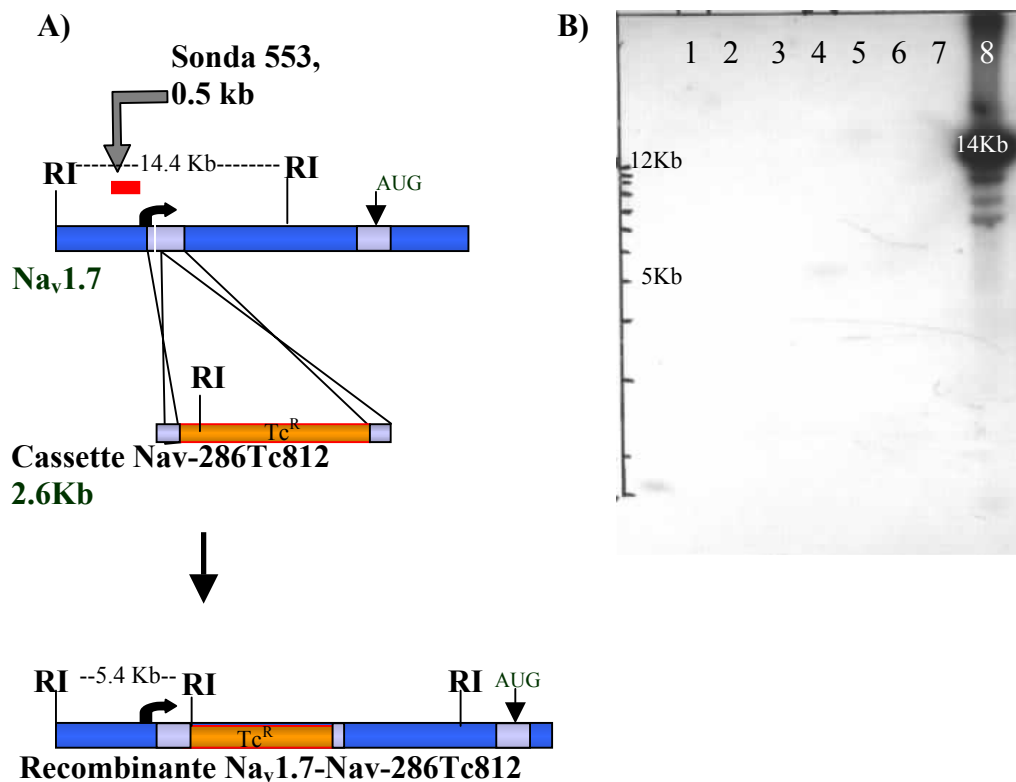 A)
Sonda 553,
0.5 kb
RI -----------14.4 Kb------------- RI
AUG
Nav1.7
RI
TcR
Cassette Nav-286Tc812
2.6Kb
RI --5.4 Kb-- RI RI AUG
TcR
Recombinante Nav1.7-Nav-286Tc812
B)
1 2 3 4 5 6 7 8
14Kb
12Kb
5Kb